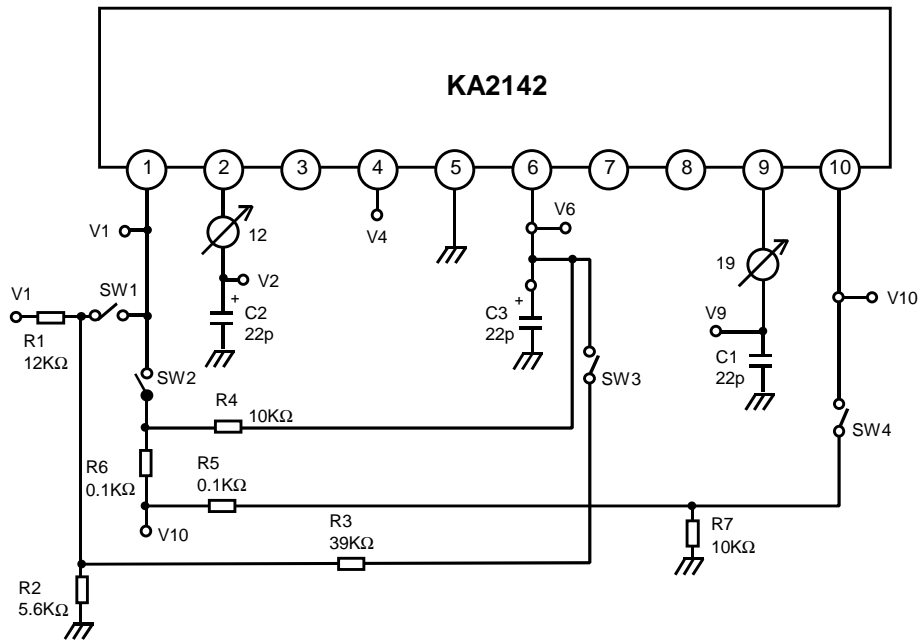 KA2142
1 2 3 4 5 6 7 8 9 10
V1
12
V4
V6
19
V10
V2
V1
SW1
+
C2
22p
+
C3
22p
V9
C1
22p
R1
12KΩ
SW2
SW3
R4
10KΩ
SW4
R6
0.1KΩ
R5
0.1KΩ
V10
R3
39KΩ
R7
10KΩ
R2
5.6KΩ